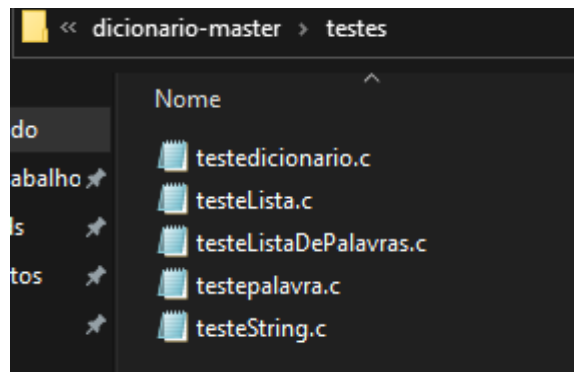 « dicionario-master > testes
Nome
do
abalho
ls
tos
testedicionario.c
testeLista.c
testeListaDePalavras.c
testepalavra.c
testeString.c